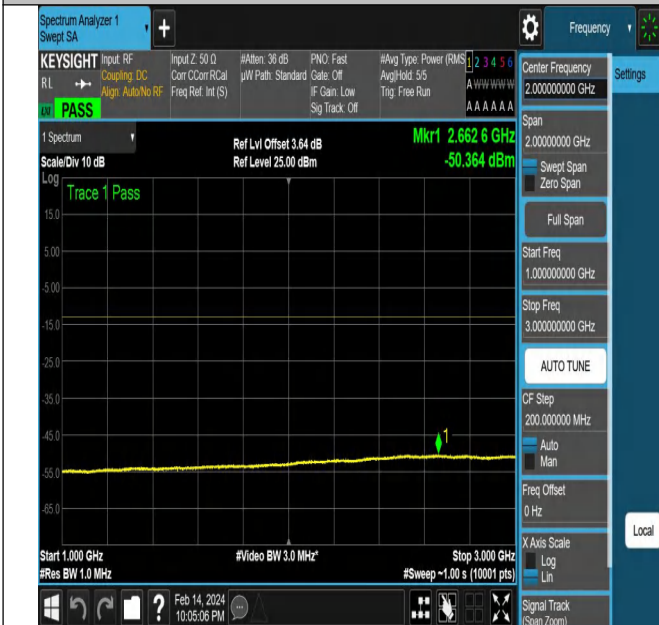 Spectrum Analyzer 1
Swept SA
Frequency
KEYSIGHT
Input: RF
Coupling: DC
Align: Auto/No RF
Input Z: 50 Ω
Corr CCorr RCal
Freq Ref: Int (S)
#Atten: 36 dB
µW Path: Standard
PNO: Fast
Gate: Off
IF Gain: Low
Sig Track: Off
#Avg Type: Power (RMS
Avg|Hold: 5/5
Trig: Free Run
1 2 3 4 5 6
A W W W W W
A A A A A A
R L
PASS
1 Spectrum
Scale/Div 10 dB
Ref Lvl Offset 3.64 dB
Ref Level 25.00 dBm
Mkr1 2.662 6 GHz
-50.364 dBm
Log
Trace 1 Pass
15.0
5.00
-5.00
-15.0
-25.0
-35.0
-45.0
-55.0
-65.0
1
Start 1.000 GHz
#Res BW 1.0 MHz
#Video BW 3.0 MHz*
Stop 3.000 GHz
#Sweep ~1.00 s (10001 pts)
Feb 14, 2024
10:05:06 PM
Center Frequency
2.000000000 GHz
Settings
Span
2.00000000 GHz
Swept Span
Zero Span
Full Span
Start Freq
1.000000000 GHz
Stop Freq
3.000000000 GHz
AUTO TUNE
CF Step
200.000000 MHz
Auto
Man
Freq Offset
0 Hz
X Axis Scale
Log
Lin
Local
Signal Track
(Span Zoom)